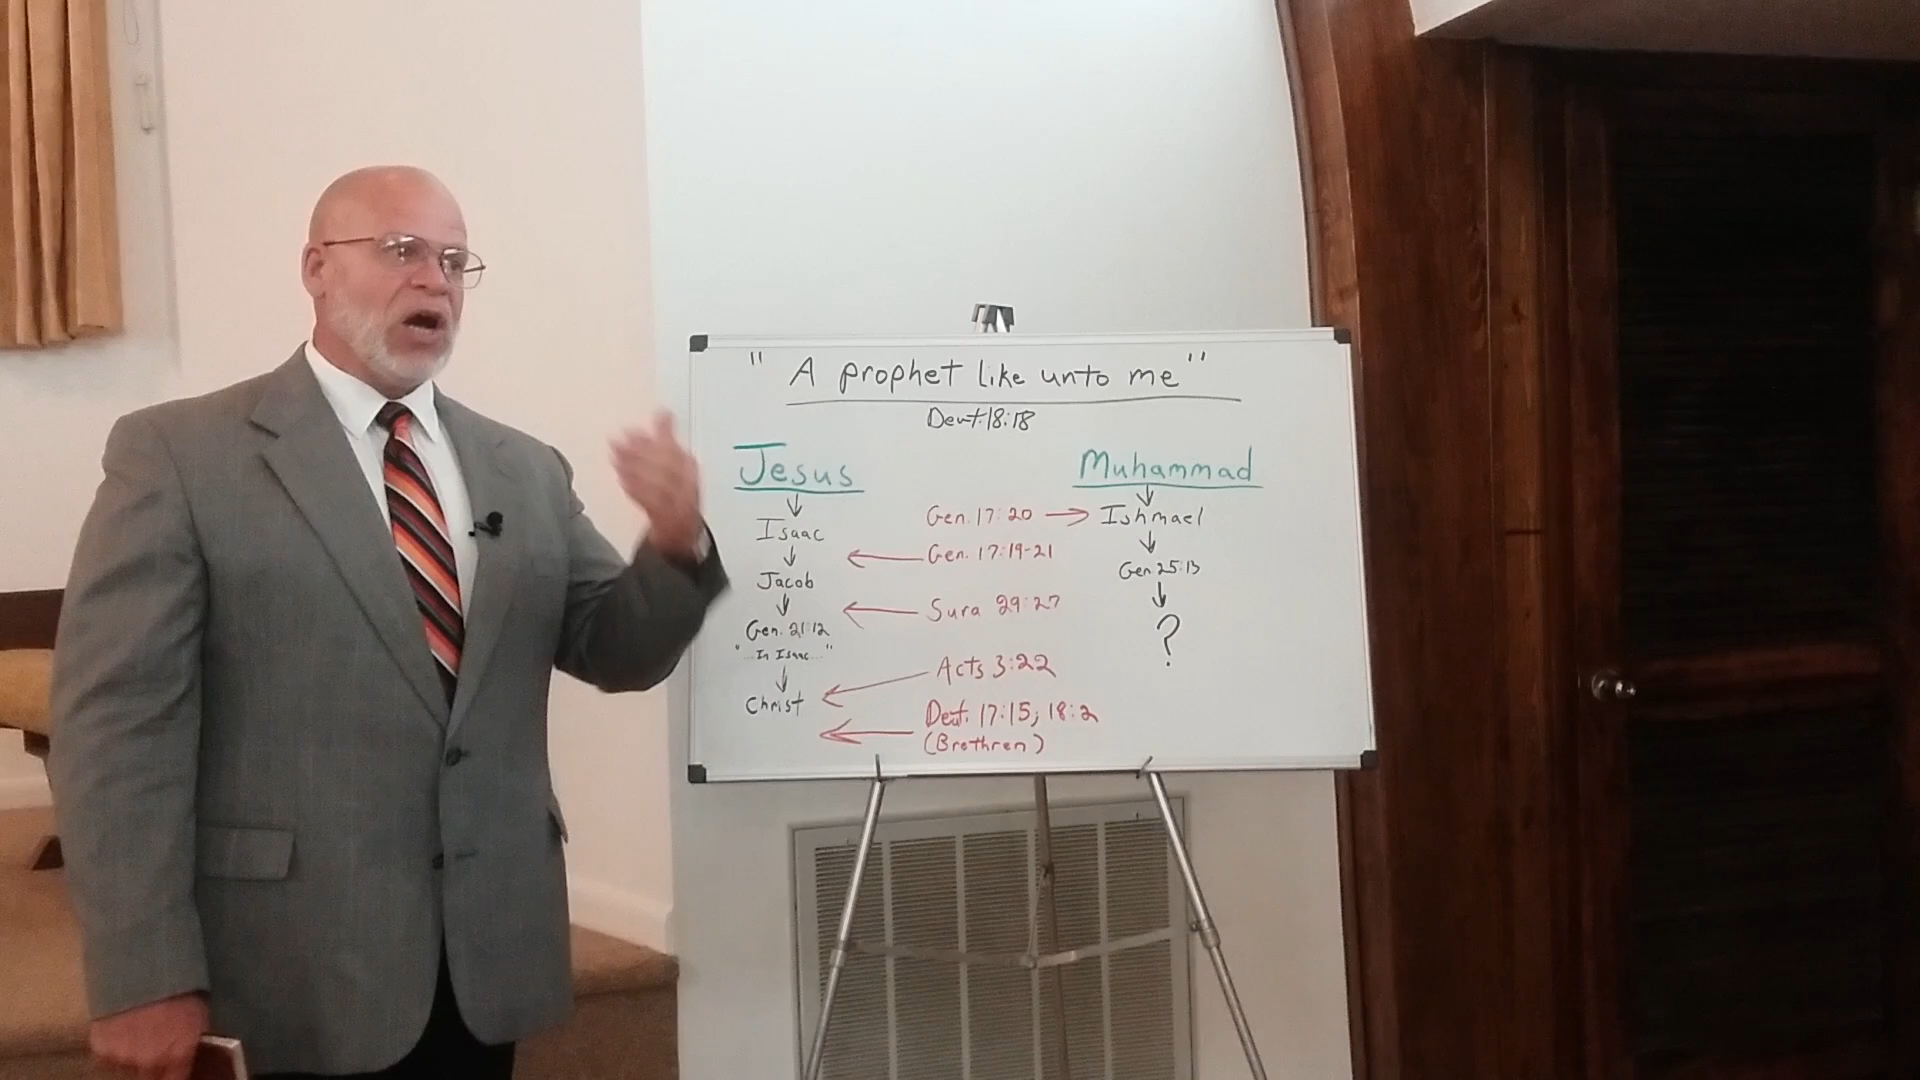 " A prophet like unto me"
Deut. 18:18
Jesus
Isaac
Jacob
Gen. 21:12
"...In Isaac..."
Christ
Gen. 17:20
Gen. 17:19-21
Sura 29:27
Acts 3:22
Deut. 17:15; 18:2
(Brethren)
Muhammad
Ishmael
Gen 25:13
?